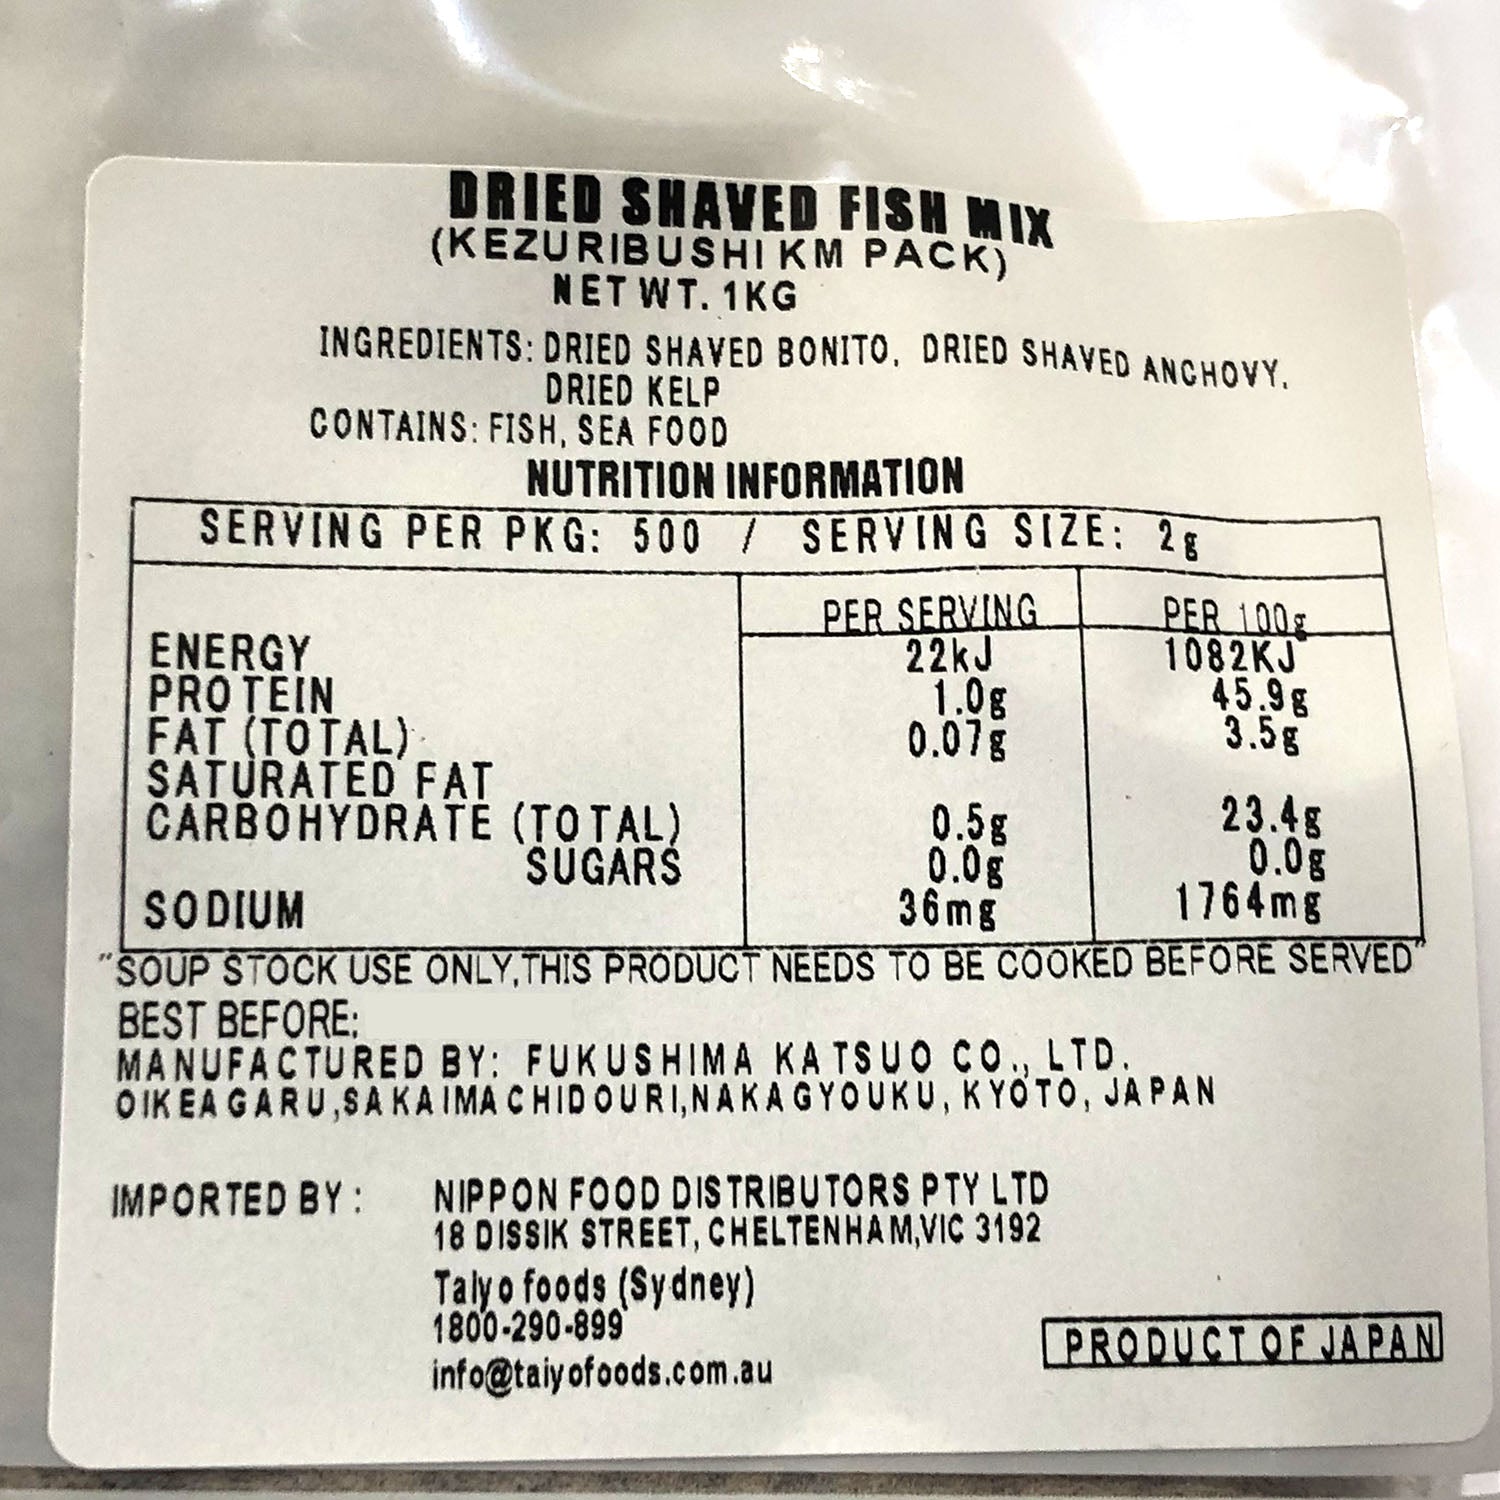 DRIED SHAVED FISH MIX
(KEZURIBUSHI KM PACK)
NET WT. 1KG
INGREDIENTS: DRIED SHAVED BONITO, DRIED SHAVED ANCHOVY,
DRIED KELP
CONTAINS: FISH, SEA FOOD
NUTRITION INFORMATION
SERVING PER PKG: 500 / SERVING SIZE: 2g
PER SERVING PER 100g
ENERGY 22kJ 1082KJ
PROTEIN 1.0g 45.9g
FAT (TOTAL) 0.07g 3.5g
SATURATED FAT
CARBOHYDRATE (TOTAL) 0.5g 23.4g
SUGARS 0.0g 0.0g
SODIUM 36mg 1764mg
"SOUP STOCK USE ONLY,THIS PRODUCT NEEDS TO BE COOKED BEFORE SERVED"
BEST BEFORE:
MANUFACTURED BY: FUKUSHIMA KATSUO CO., LTD.
OIKEAGARU,SAKAIMACHIDOURI,NAKAGYOUKU, KYOTO, JAPAN
IMPORTED BY : NIPPON FOOD DISTRIBUTORS PTY LTD
18 DISSIK STREET, CHELTENHAM,VIC 3192
Taiyo foods (Sydney)
1800-290-899
info@taiyofoods.com.au
PRODUCT OF JAPAN